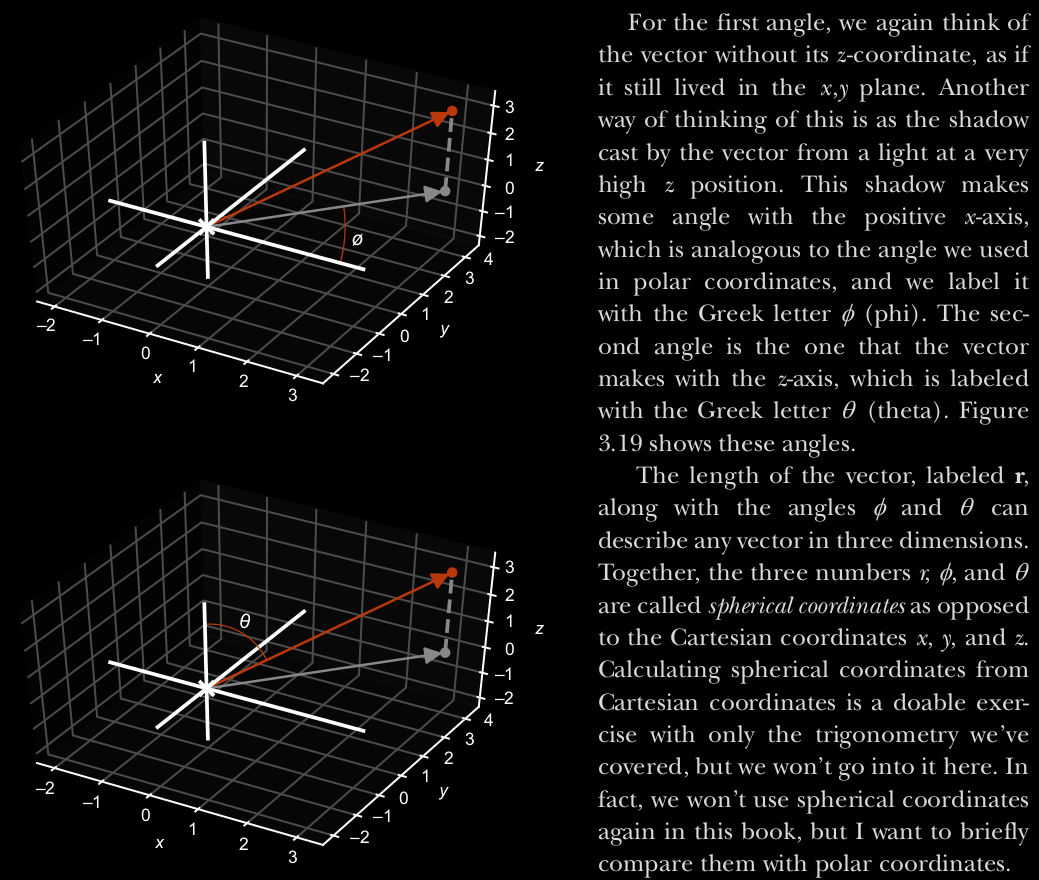 3
2
1
0
–1
–2
z
4
3
2
1
0
–1
–2
y
–2
–1
0
1
2
3
x
ø
3
2
1
0
–1
–2
z
4
3
2
1
0
–1
–2
y
–2
–1
0
1
2
3
x
θ
For the first angle, we again think of
the vector without its z-coordinate, as if
it still lived in the x,y plane. Another
way of thinking of this is as the shadow
cast by the vector from a light at a very
high z position. This shadow makes
some angle with the positive x-axis,
which is analogous to the angle we used
in polar coordinates, and we label it
with the Greek letter ϕ (phi). The sec-
ond angle is the one that the vector
makes with the z-axis, which is labeled
with the Greek letter θ (theta). Figure
3.19 shows these angles.
The length of the vector, labeled r,
along with the angles ϕ and θ can
describe any vector in three dimensions.
Together, the three numbers r, ϕ, and θ
are called spherical coordinates as opposed
to the Cartesian coordinates x, y, and z.
Calculating spherical coordinates from
Cartesian coordinates is a doable exer-
cise with only the trigonometry we’ve
covered, but we won’t go into it here. In
fact, we won’t use spherical coordinates
again in this book, but I want to briefly
compare them with polar coordinates.